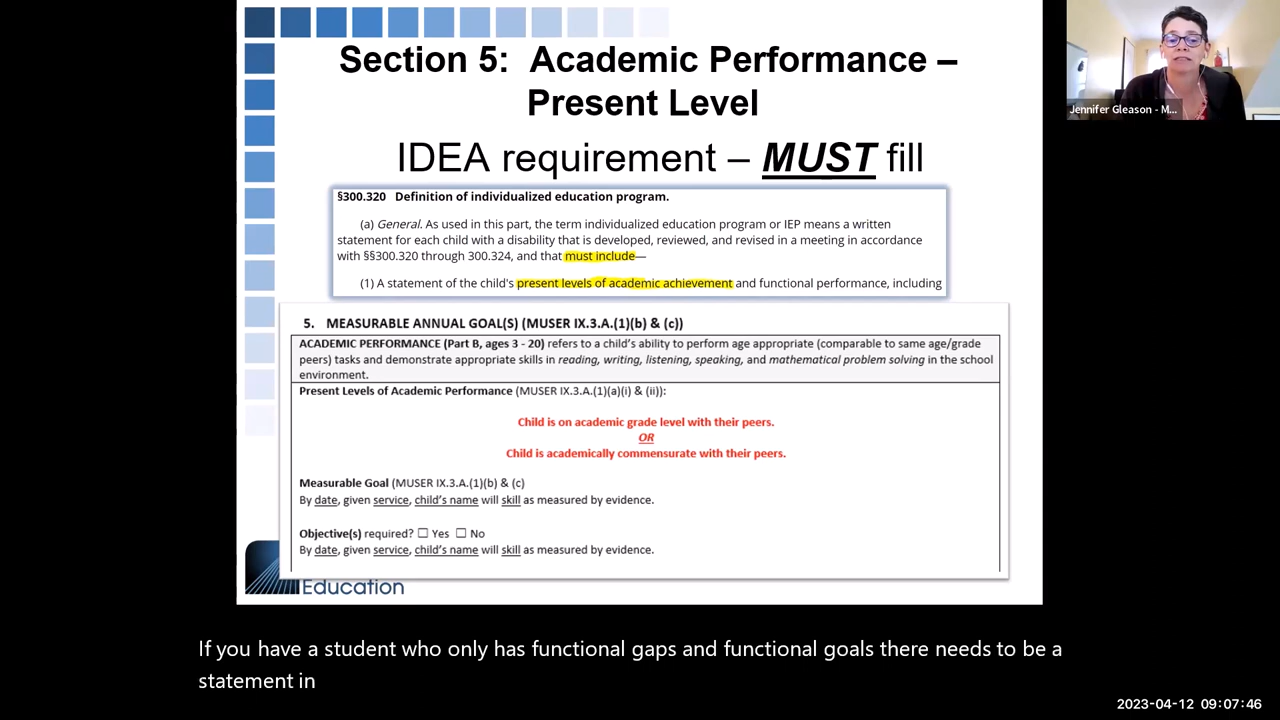 Section 5:  Academic Performance –
Present Level
IDEA requirement – MUST fill
§300.320   Definition of individualized education program.
(a) General. As used in this part, the term individualized education program or IEP means a written
statement for each child with a disability that is developed, reviewed, and revised in a meeting in accordance
with §§300.320 through 300.324, and that must include—
(1) A statement of the child's present levels of academic achievement and functional performance, including
5.   MEASURABLE ANNUAL GOAL(S) (MUSER IX.3.A.(1)(b) & (c))
ACADEMIC PERFORMANCE (Part B, ages 3 - 20) refers to a child's ability to perform age appropriate (comparable to same age/grade
peers) tasks and demonstrate appropriate skills in reading, writing, listening, speaking, and mathematical problem solving in the school
environment.
Present Levels of Academic Performance (MUSER IX.3.A.(1)(a)(i) & (ii)):
Child is on academic grade level with their peers.
OR
Child is academically commensurate with their peers.
Measurable Goal (MUSER IX.3.A.(1)(b) & (c)
By date, given service, child's name will skill as measured by evidence.
Objective(s) required? ☐ Yes ☐ No
By date, given service, child's name will skill as measured by evidence.
Education
Jennifer Gleason - M...
If you have a student who only has functional gaps and functional goals there needs to be a
statement in
2023-04-12 09:07:46